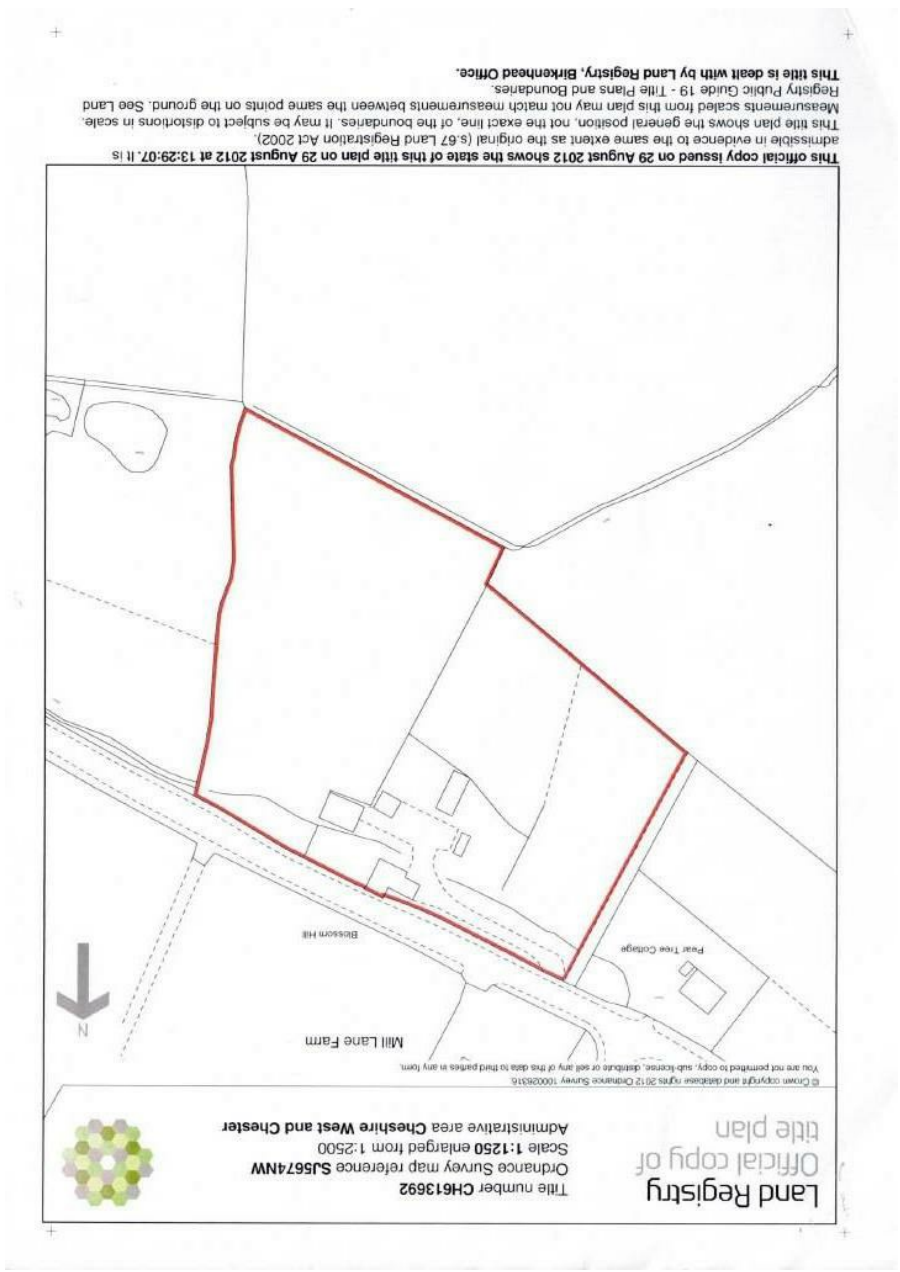 Land Registry
Official copy of
title plan
Title number CH613692
Ordnance Survey map reference SJ5674NW
Scale 1:1250 enlarged from 1:2500
Administrative area Cheshire West and Chester
© Crown copyright and database rights 2012 Ordnance Survey 100026316.
You are not permitted to copy, sub-license, distribute or sell any of this data to third parties in any form.
N
Mill Lane Farm
Pear Tree Cottage
Blossom Hill
This official copy issued on 29 August 2012 shows the state of this title plan on 29 August 2012 at 13:29:07. It is
admissible in evidence to the same extent as the original (s.67 Land Registration Act 2002).
This title plan shows the general position, not the exact line, of the boundaries. It may be subject to distortions in scale.
Measurements scaled from this plan may not match measurements between the same points on the ground. See Land
Registry Public Guide 19 - Title Plans and Boundaries.
This title is dealt with by Land Registry, Birkenhead Office.